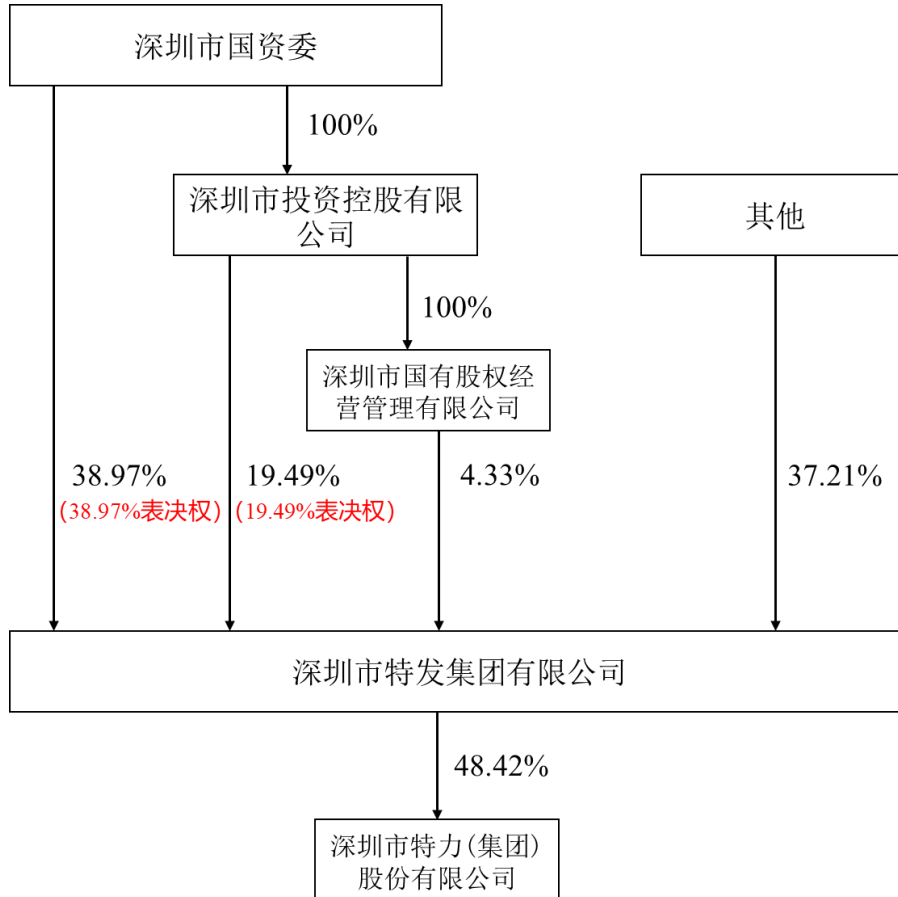 深圳市国资委
100%
深圳市投资控股有限
公司
其他
100%
深圳市国有股权经
营管理有限公司
38.97%
(38.97%表决权)
19.49%
(19.49%表决权)
4.33%
37.21%
深圳市特发集团有限公司
48.42%
深圳市特力(集团)
股份有限公司